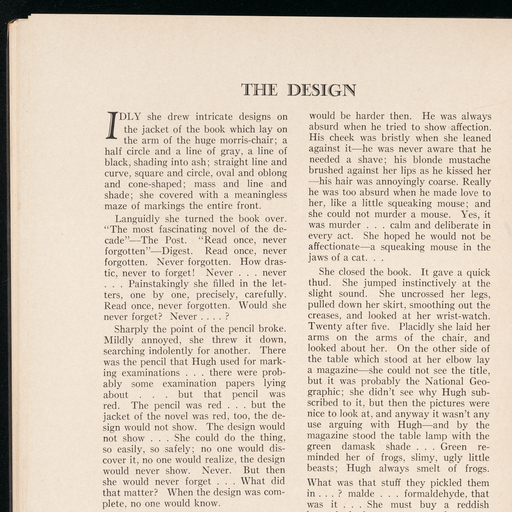 THE DESIGN
IDLY she drew intricate designs on
the jacket of the book which lay on
the arm of the huge morris-chair; a
half circle and a line of gray, a line of
black, shading into ash; straight line and
curve, square and circle, oval and oblong
and cone-shaped; mass and line and
shade; she covered with a meaningless
maze of markings the entire front.
Languidly she turned the book over.
"The most fascinating novel of the de-
cade"—The Post. "Read once, never
forgotten"—Digest. Read once, never
forgotten. Never forgotten. How dras-
tic, never to forget! Never . . . never
. . . Painstakingly she filled in the let-
ters, one by one, precisely, carefully.
Read once, never forgotten. Would she
never forget? Never . . . . ?
Sharply the point of the pencil broke.
Mildly annoyed, she threw it down,
searching indolently for another. There
was the pencil that Hugh used for mark-
ing examinations . . . there were prob-
ably some examination papers lying
about . . . but that pencil was
red. The pencil was red . . . but the
jacket of the novel was red, too, the de-
sign would not show. The design would
not show . . . She could do the thing,
so easily, so safely; no one would dis-
cover it, no one would realize, the design
would never show. Never. But then
she would never forget . . . What did
that matter? When the design was com-
plete, no one would know.
would be harder then. He was always
absurd when he tried to show affection.
His cheek was bristly when she leaned
against it—he was never aware that he
needed a shave; his blonde mustache
brushed against her lips as he kissed her
—his hair was annoyingly coarse. Really
he was too absurd when he made love to
her, like a little squeaking mouse; and
she could not murder a mouse. Yes, it
was murder . . . calm and deliberate in
every act. She hoped he would not be
affectionate—a squeaking mouse in the
jaws of a cat. . .
She closed the book. It gave a quick
thud. She jumped instinctively at the
slight sound. She uncrossed her legs,
pulled down her skirt, smoothing out the
creases, and looked at her wrist-watch.
Twenty after five. Placidly she laid her
arms on the arms of the chair, and
looked about her. On the other side of
the table which stood at her elbow lay
a magazine—she could not see the title,
but it was probably the National Geo-
graphic; she didn't see why Hugh sub-
scribed to it, but then the pictures were
nice to look at, and anyway it wasn't any
use arguing with Hugh—and by the
magazine stood the table lamp with the
green damask shade . . . Green re-
minded her of frogs, slimy, ugly little
beasts; Hugh always smelt of frogs.
What was that stuff they pickled them
in . . . ? malde . . . formaldehyde, that
was it . . . She must buy a reddish